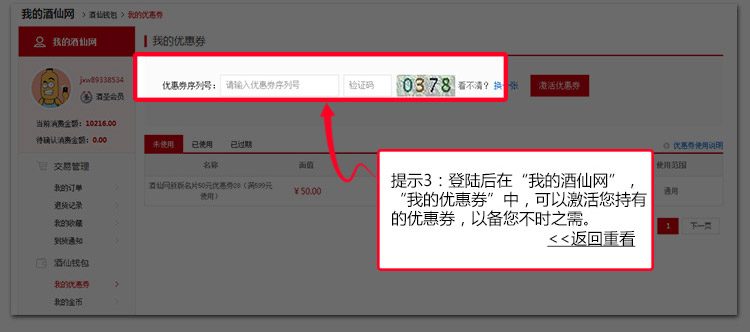 我的酒仙网 > 酒仙钱包 > 我的优惠券
我的酒仙网
我的优惠券
jxw89338534
酒圣会员
当前消费金额：10216.00
待确认消费金额：0.00
优惠券序列号：
请输入优惠券序列号
验证码
0378
看不清？ 换一张
激活优惠券
未使用 已使用 已过期
优惠券使用说明
名称 面值 使用范围
酒仙网铁版名片50元优惠券28（满699元
使用）
¥ 50.00
通用
1 下一页
交易管理
我的订单
退货记录
我的收藏
到货通知
酒仙钱包
我的优惠券 >
我的金币
提示3：登陆后在“我的酒仙网”，
“我的优惠券”中，可以激活您持有
的优惠券，以备您不时之需。
<<返回重看